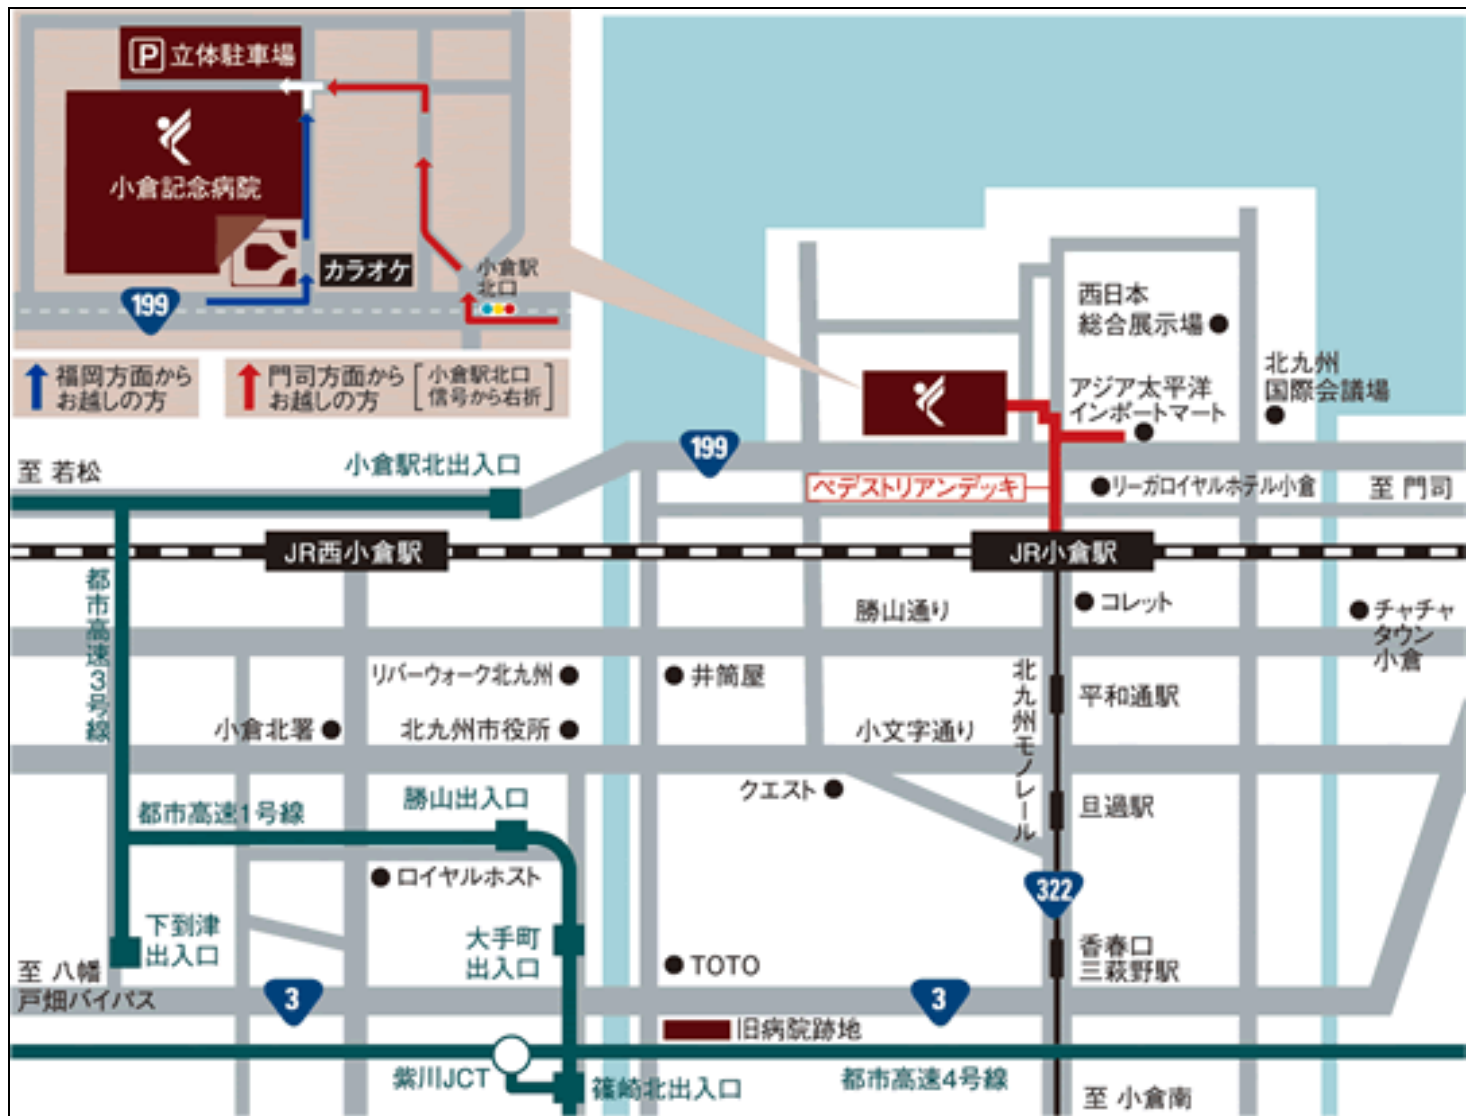 P 立体駐車場
小倉記念病院
カラオケ
小倉駅
北口
199
福岡方面から
お越しの方
門司方面から
お越しの方
小倉駅北口
信号から右折
西日本
総合展示場
北九州
国際会議場
アジア太平洋
インポートマート
199
小倉駅北出入口
至 若松
ペデストリアンデッキ
リーガロイヤルホテル小倉
至 門司
JR西小倉駅
JR小倉駅
都市高速3号線
勝山通り
コレット
チャチャ
タウン
小倉
リバーウォーク北九州
井筒屋
北九州モノレール
平和通駅
小倉北署
北九州市役所
小文字通り
クエスト
旦過駅
都市高速1号線
勝山出入口
ロイヤルホスト
322
下到津
出入口
大手町
出入口
香春口
三萩野駅
至 八幡
戸畑バイパス
TOTO
3
3
旧病院跡地
紫川JCT
篠崎北出入口
都市高速4号線
至 小倉南